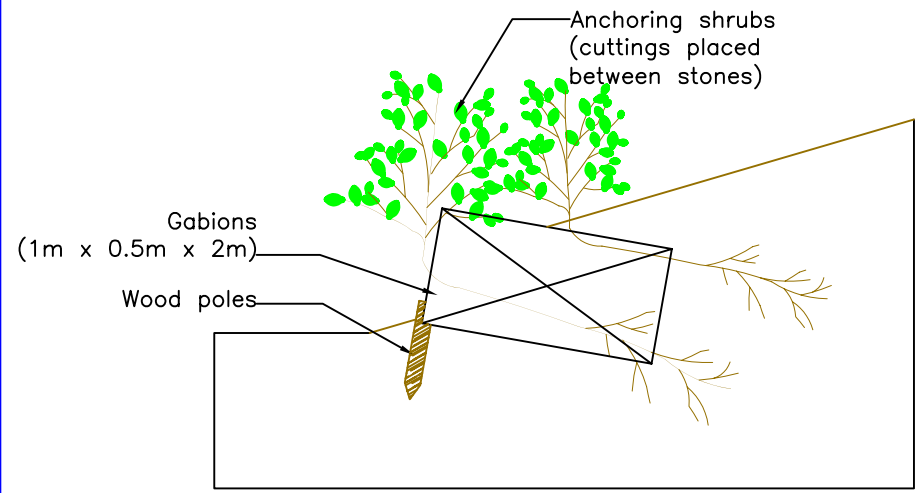 Anchoring shrubs
(cuttings placed
between stones)
Gabions
(1m x 0.5m x 2m)
Wood poles